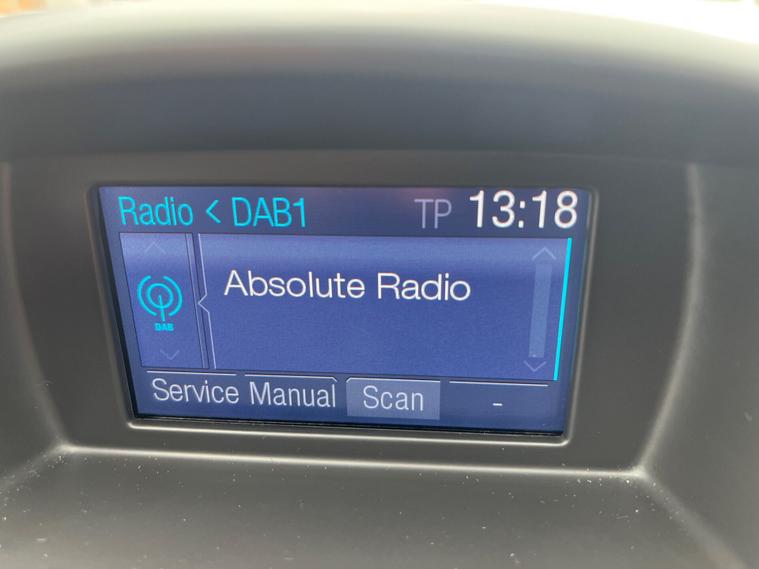 Radio < DAB1 TP 13:18
Absolute Radio
DAB
Service Manual Scan -